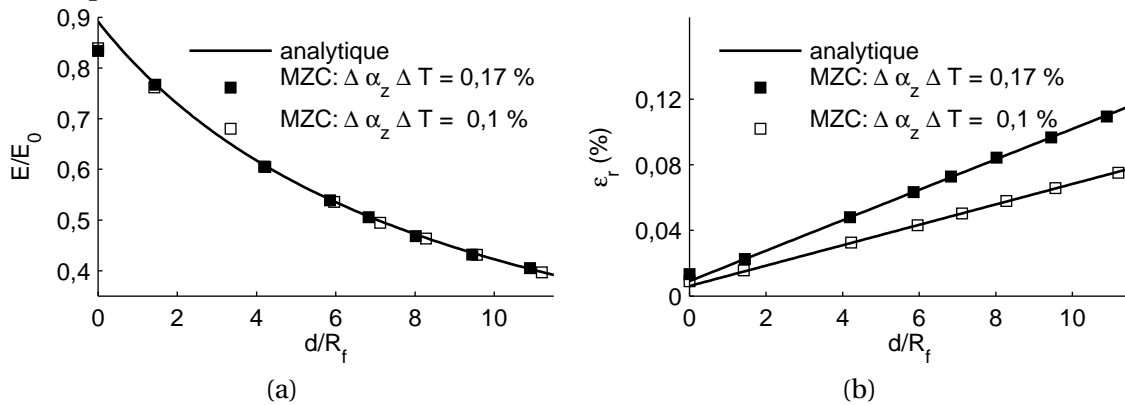 0,9
0,8
0,7
0,6
0,5
0,4
E/E0
analytique
MZC: Δ αz Δ T = 0,17 %
MZC: Δ αz Δ T = 0,1 %
0 2 4 6 8 10
d/Rf
(a)
0,12
0,08
0,04
0
εr (%)
analytique
MZC: Δ αz Δ T = 0,17 %
MZC: Δ αz Δ T = 0,1 %
0 2 4 6 8 10
d/Rf
(b)